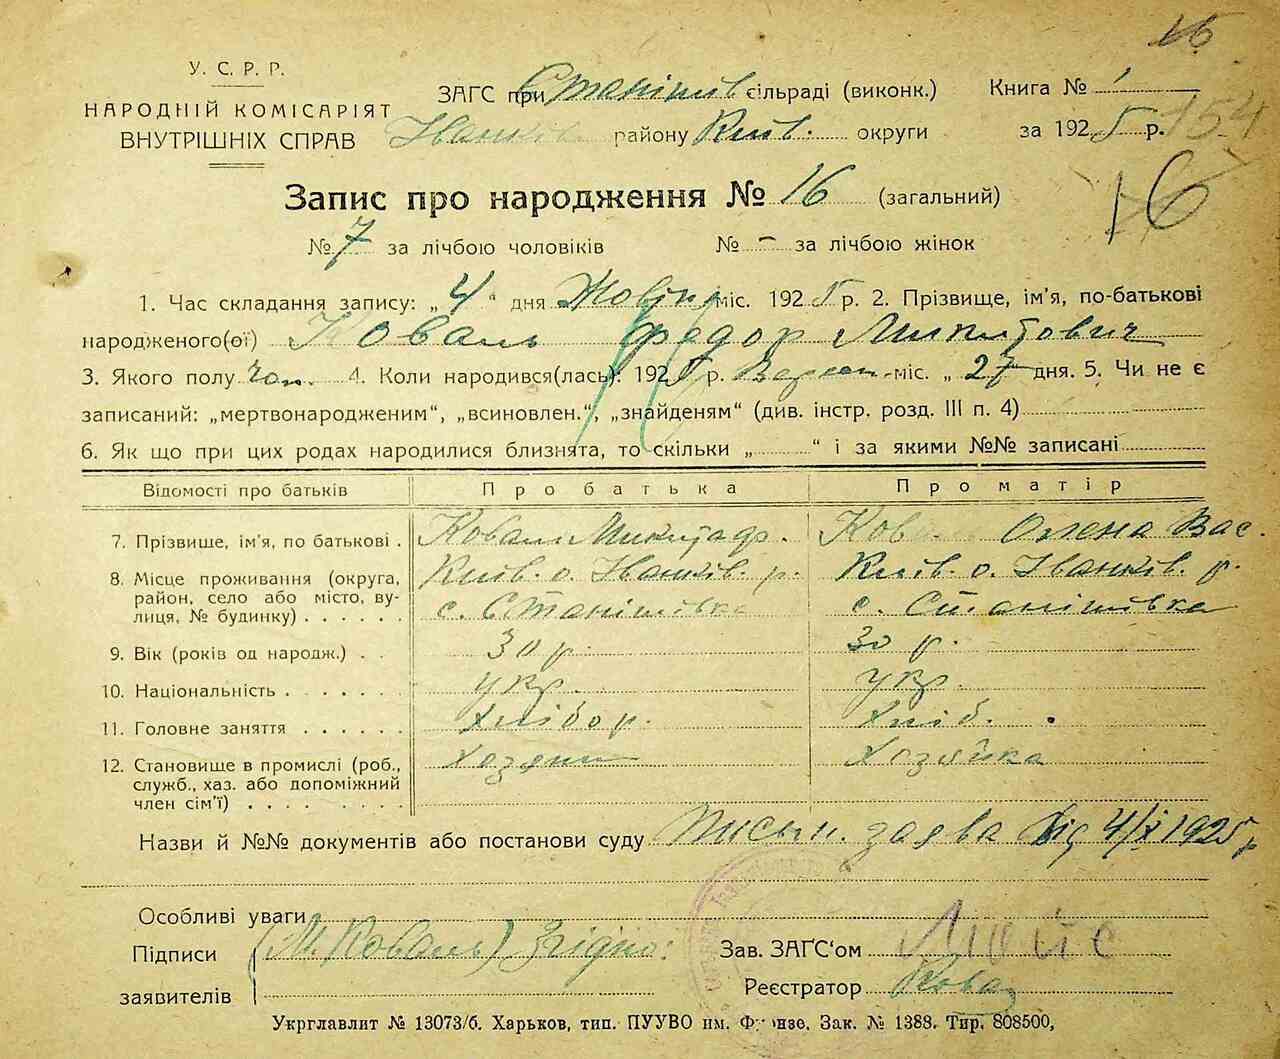 16
У. С. Р. Р.
НАРОДНІЙ КОМІСАРІЯТ
ВНУТРІШНІХ СПРАВ
ЗАГС при Станішів сільраді (виконк.)
Іванків району Київ. округи
Книга № 1
за 1925 р. 154
16
Запис про народження № 16 (загальний)
№ 7 за лічбою чоловіків № – за лічбою жінок
1. Час складання запису: „4“ дня Жовтня міс. 1925 р. 2. Прізвище, ім'я, по-батькові
народженого(ої) Коваль Федор Микитович
3. Якого полу Чол. 4. Коли народився(лась): 1925 р. Верес. міс. „27 дня. 5. Чи не є
записаний: „мертвонародженим“, „всиновлен.“, „знайденям“ (див. інстр. розд. III п. 4)
6. Як що при цих родах народилися близнята, то скільки „ “ і за якими №№ записані
Відомості про батьків Про батька Про матір
7. Прізвище, ім'я, по батькові . Коваль Микита Ф. Коваль Олена Вас.
8. Місце проживання (округа, Київ. о. Іванків. р. Київ. о. Іванків. р.
район, село або місто, ву- с. Станішівка с. Станішівка
лиця, № будинку) . . . . . .
9. Вік (років од народж.) . . 30 р. 30 р.
10. Національність . . . . . . . укр. укр.
11. Головне заняття . . . . . . Хлібор. Хліб.
12. Становище в промислі (роб., Хозяин Хозяйка
служб., хаз. або допоміжний
член сім'ї) . . . . . . . .
Назви й №№ документів або постанови суду Письм. заява від 4/X 1925 р
Особливі уваги
Підписи (М. Коваль) Згідно: Зав. ЗАГС'ом
заявителів Реєстратор
Укрглавлит № 13073/б. Харьков, тип. ПУУВО им. Фрунзе. Зак. № 1388. Тир. 808500,